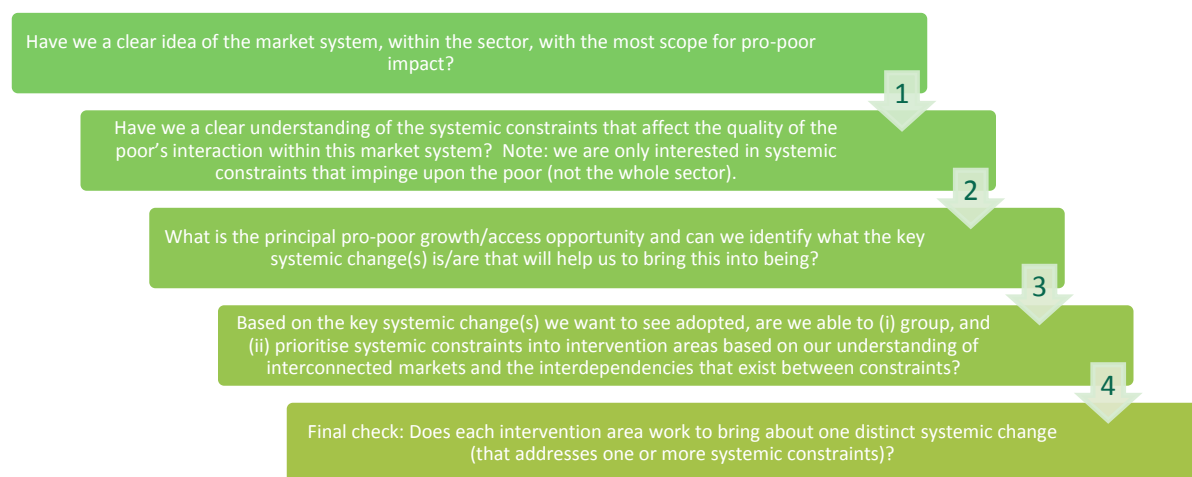 Have we a clear idea of the market system, within the sector, with the most scope for pro-poor
impact?
1
Have we a clear understanding of the systemic constraints that affect the quality of the
poor's interaction within this market system?  Note: we are only interested in systemic
constraints that impinge upon the poor (not the whole sector).
2
What is the principal pro-poor growth/access opportunity and can we identify what the key
systemic change(s) is/are that will help us to bring this into being?
3
Based on the key systemic change(s) we want to see adopted, are we able to (i) group, and
(ii) prioritise systemic constraints into intervention areas based on our understanding of
interconnected markets and the interdependencies that exist between constraints?
4
Final check: Does each intervention area work to bring about one distinct systemic change
(that addresses one or more systemic constraints)?